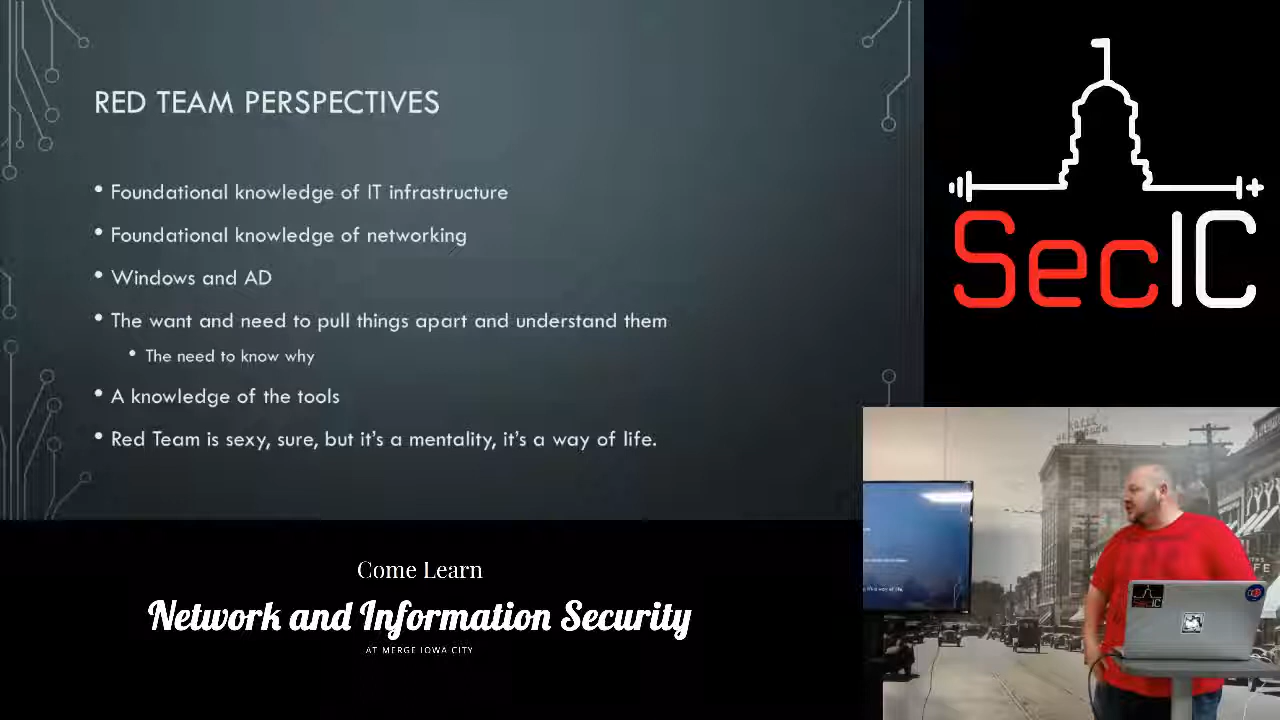 RED TEAM PERSPECTIVES
• Foundational knowledge of IT infrastructure
• Foundational knowledge of networking
• Windows and AD
• The want and need to pull things apart and understand them
• The need to know why
• A knowledge of the tools
• Red Team is sexy, sure, but it's a mentality, it's a way of life.
SecIC
Come Learn
Network and Information Security
AT MERGE IOWA CITY
SecIC